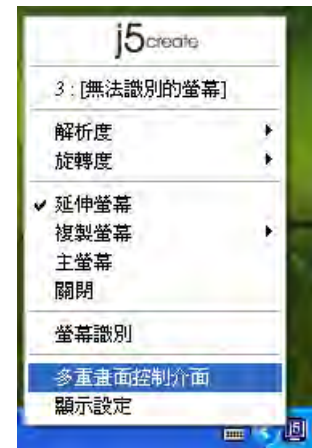 j5create
3 : [無法識別的螢幕]
解析度
旋轉度
延伸螢幕
複製螢幕
主螢幕
關閉
螢幕識別
多重畫面控制介面
顯示設定
j5